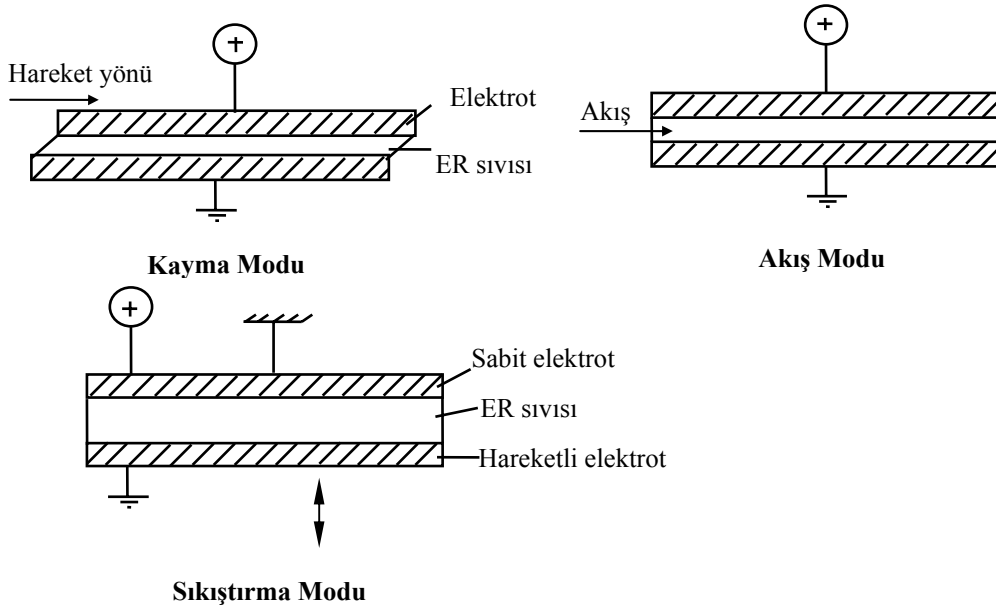 +
Hareket yönü
Elektrot
ER sıvısı
Kayma Modu
+
Akış
Akış Modu
+
Sabit elektrot
ER sıvısı
Hareketli elektrot
Sıkıştırma Modu